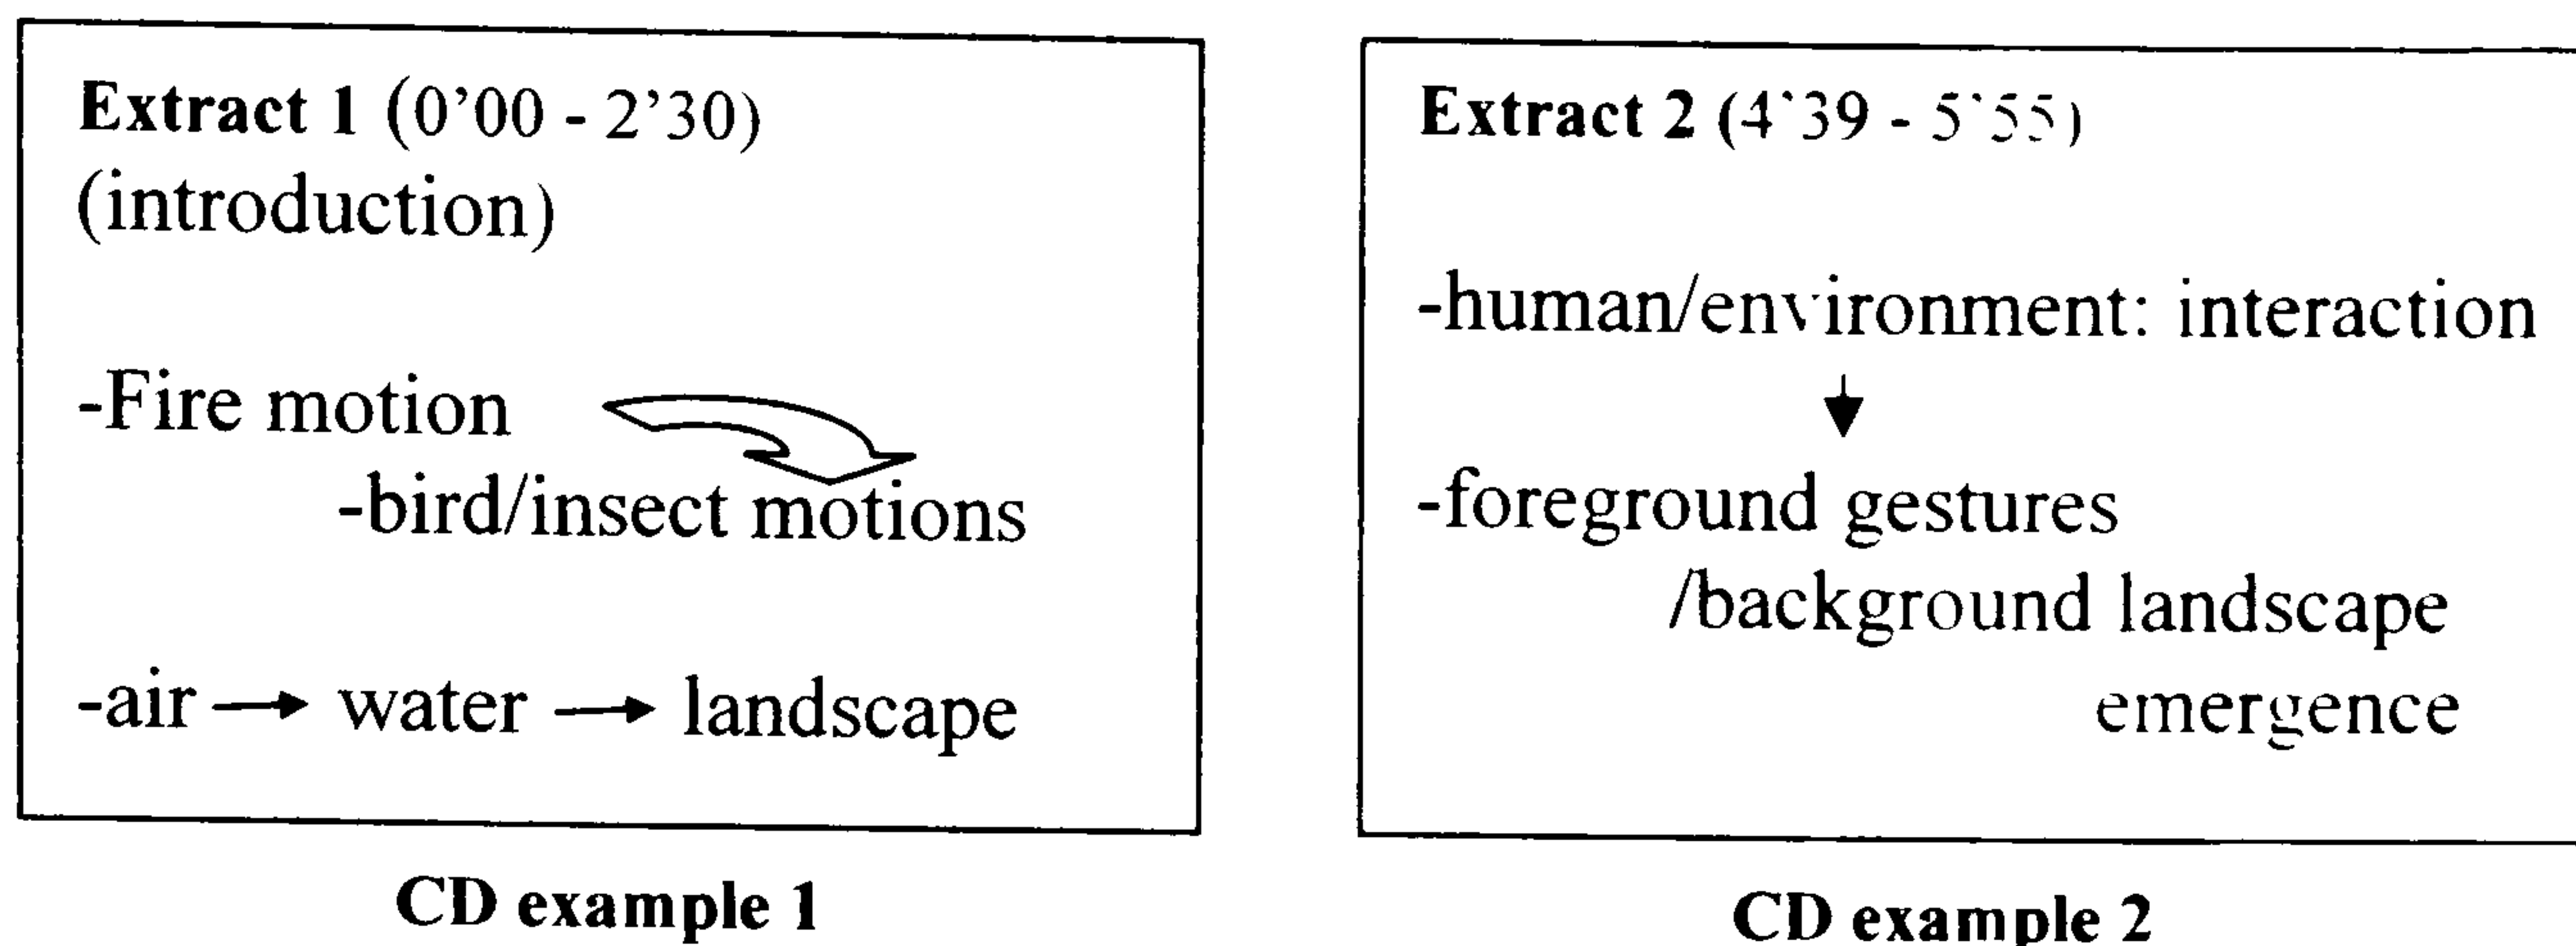 Extract 1 (0’00 - 2’30)
(introduction)
-Fire motion
-bird/insect motions
-air → water → landscape
CD example 1
Extract 2 (4’39 - 5’55)
-human/environment: interaction
-foreground gestures
/background landscape
emergence
CD example 2